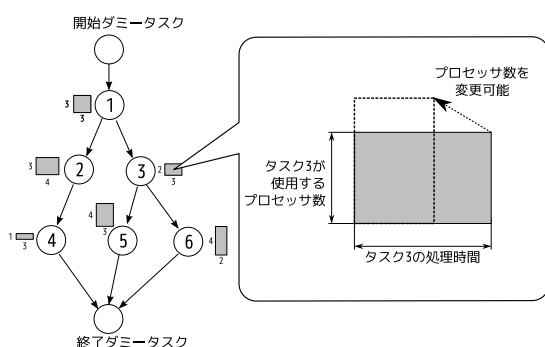 開始ダミータスク
3
3
1
3
4
2
3
2
3
1
3
4
4
3
5
6
4
2
終了ダミータスク
プロセッサ数を
変更可能
タスク3が
使用する
プロセッサ数
タスク3の処理時間